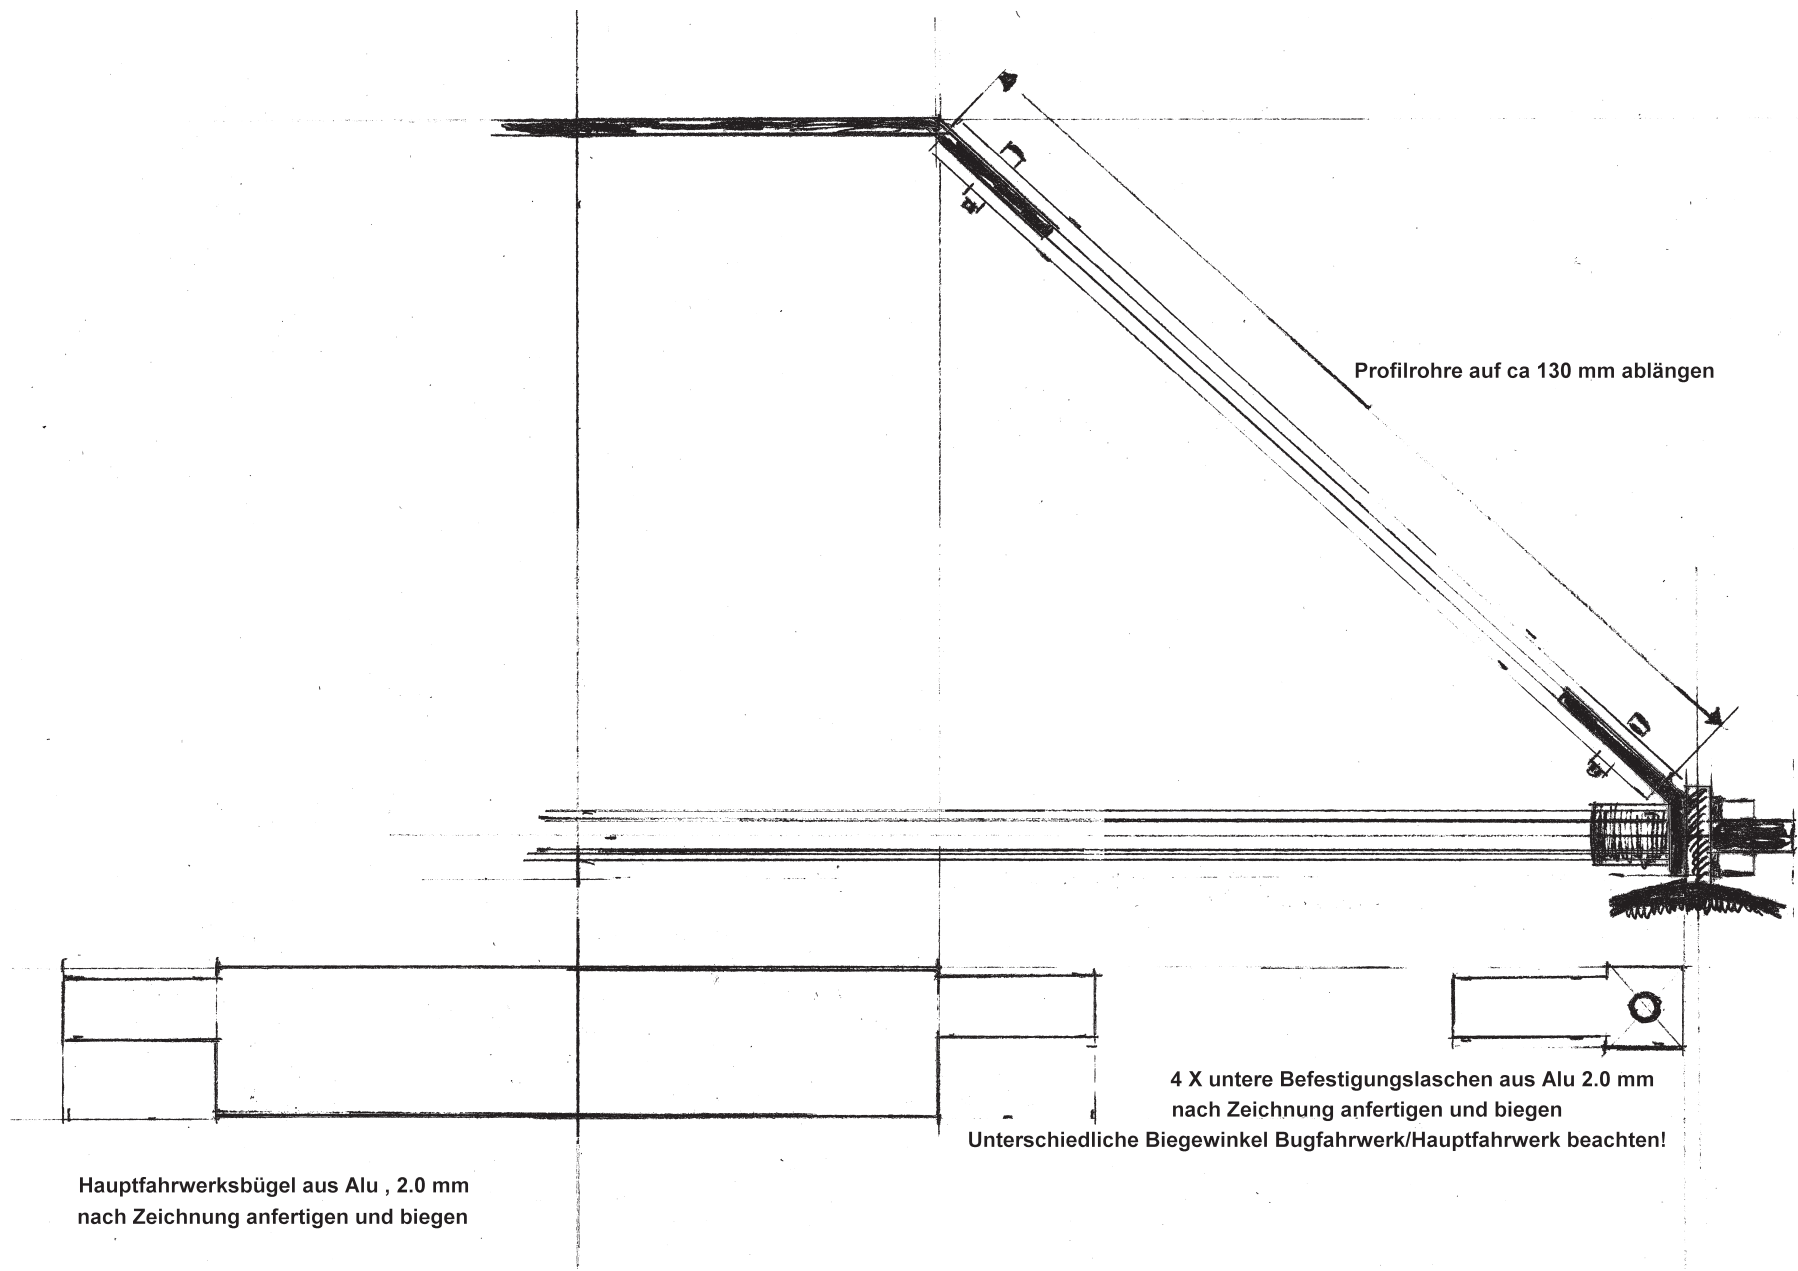 Profilrohre auf ca 130 mm ablängen
4 X untere Befestigungslaschen aus Alu 2.0 mm
nach Zeichnung anfertigen und biegen
Unterschiedliche Biegewinkel Bugfahrwerk/Hauptfahrwerk beachten!
Hauptfahrwerksbügel aus Alu , 2.0 mm
nach Zeichnung anfertigen und biegen